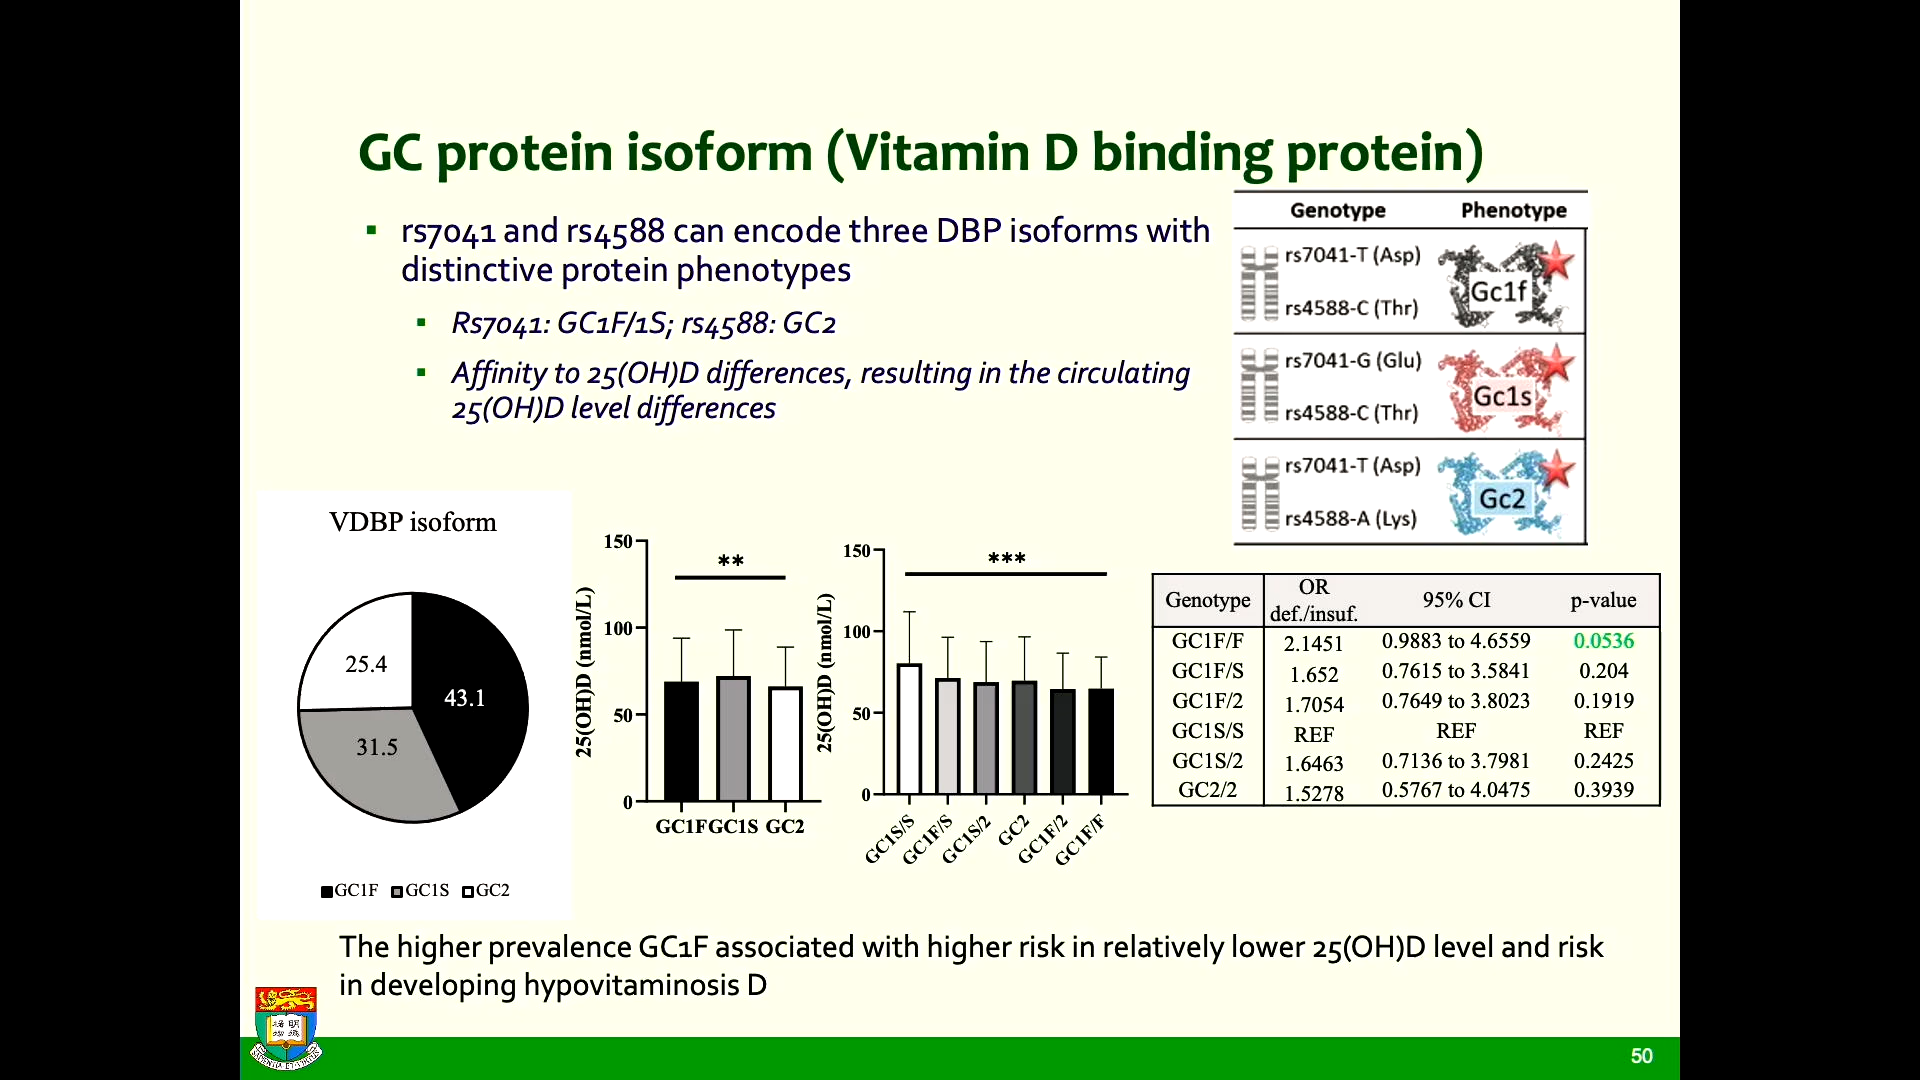 GC protein isoform (Vitamin D binding protein)
▪ rs7041 and rs4588 can encode three DBP isoforms with
distinctive protein phenotypes
▪ Rs7041: GC1F/1S; rs4588: GC2
▪ Affinity to 25(OH)D differences, resulting in the circulating
25(OH)D level differences
Genotype Phenotype
rs7041-T (Asp)
Gc1f
rs4588-C (Thr)
rs7041-G (Glu)
Gc1s
rs4588-C (Thr)
rs7041-T (Asp)
Gc2
rs4588-A (Lys)
VDBP isoform
25.4
43.1
31.5
GC1F GC1S GC2
25(OH)D (nmol/L)
150
100
50
0
**
GC1F GC1S GC2
25(OH)D (nmol/L)
150
100
50
0
***
GC1S/S GC1F/S GC1S/2 GC2 GC1F/2 GC1F/F
Genotype OR def./insuf. 95% CI p-value
GC1F/F 2.1451 0.9883 to 4.6559 0.0536
GC1F/S 1.652 0.7615 to 3.5841 0.204
GC1F/2 1.7054 0.7649 to 3.8023 0.1919
GC1S/S REF REF REF
GC1S/2 1.6463 0.7136 to 3.7981 0.2425
GC2/2 1.5278 0.5767 to 4.0475 0.3939
The higher prevalence GC1F associated with higher risk in relatively lower 25(OH)D level and risk
in developing hypovitaminosis D
50